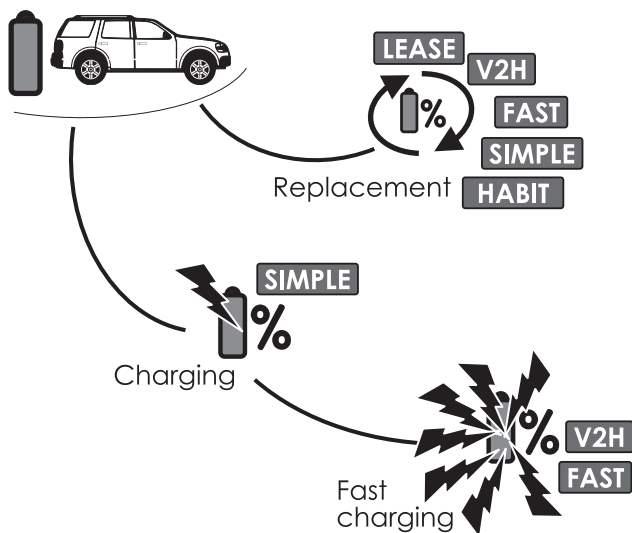 LEASE
V2H
%
FAST
SIMPLE
Replacement
HABIT
SIMPLE
%
Charging
%
V2H
FAST
Fast
charging